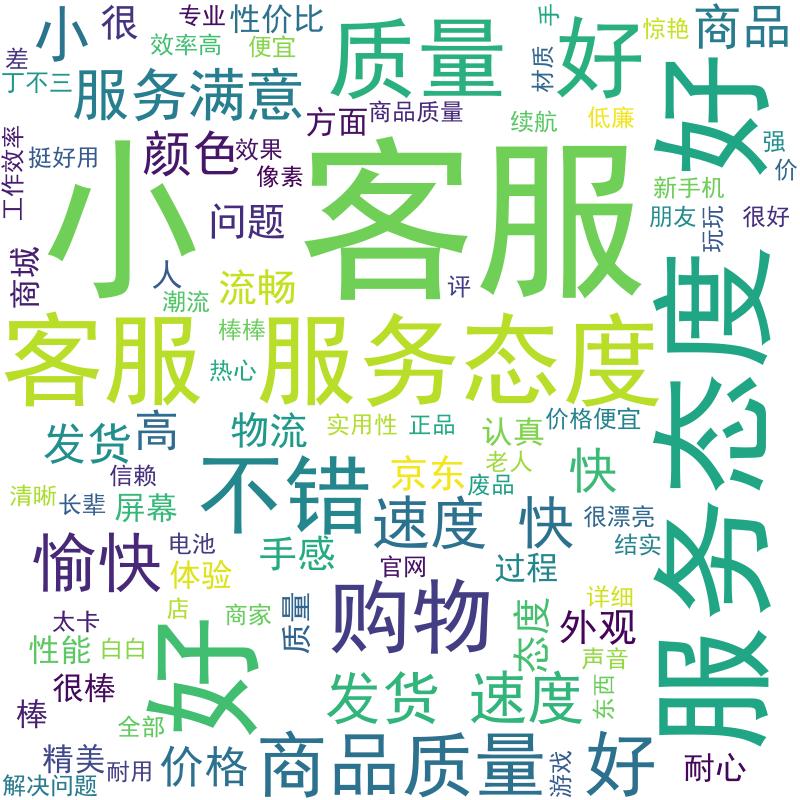 小
很
专业
性价比
质量
好
手
惊艳
商品
差
丁不三
效率高
便宜
服务满意
材质
方面
商品质量
续航
低廉
好
工作效率
挺好用
颜色
效果
像素
强
价
小 客服
新手机
问题
朋友
玩玩
很好
商城
人
潮流
流畅
评
棒棒
热心
客服 服务态度
服务态度
发货
高
物流
实用性
正品
认真
价格便宜
不错
京东
老人
废品
快
信赖
清晰
长辈
屏幕
速度 快
很漂亮
结实
愉快
电池
手感
体验
官网
过程
太卡
店
商家
质量
购物
态度
详细
外观
性能
白白
声音
好
很棒
发货 速度
东西
棒
全部
精美
耐用
价格
商品质量 好
游戏
耐心
解决问题